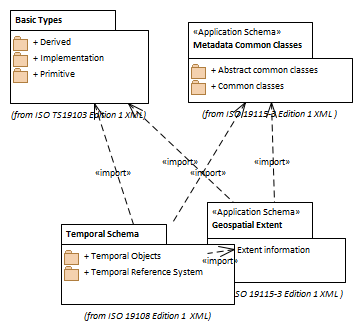 Basic Types
+ Derived
+ Implementation
+ Primitive
(from ISO TS19103 Edition 1 XML)
«Application Schema»
Metadata Common Classes
+ Abstract common classes
+ Common classes
(from ISO 19115-3 Edition 1 XML )
«import»
«import»
«import»
«Application Schema»
Geospatial Extent
Extent information
ISO 19115-3 Edition 1 XML )
Temporal Schema
+ Temporal Objects
+ Temporal Reference System
«import»
(from ISO 19108 Edition 1 XML)